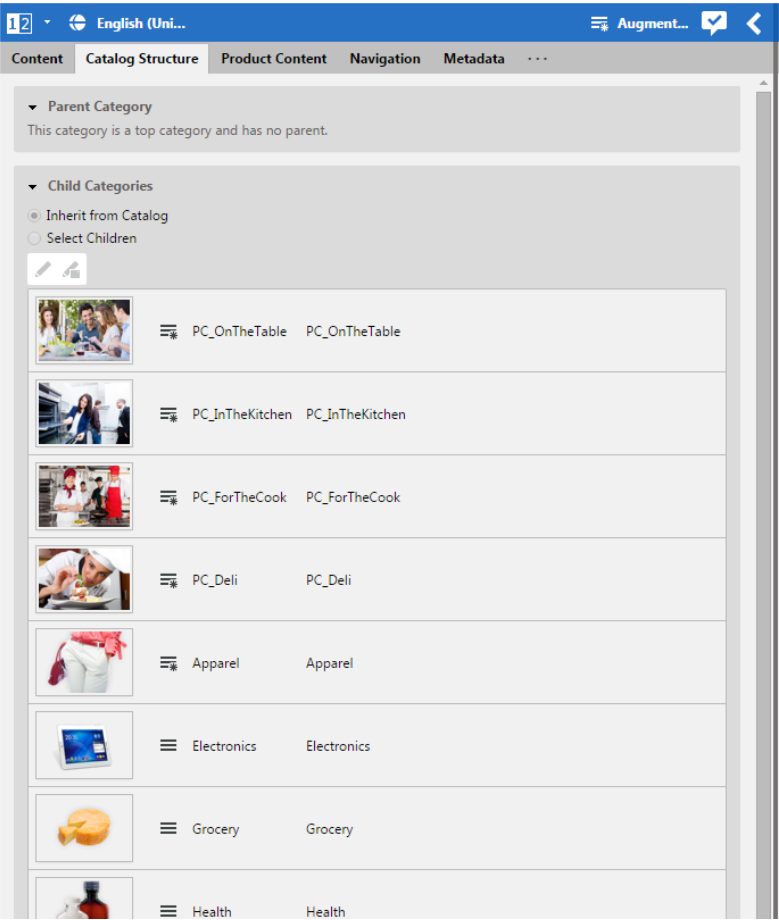 12 English (Uni... Augment...
Content Catalog Structure Product Content Navigation Metadata ...
Parent Category
This category is a top category and has no parent.
Child Categories
Inherit from Catalog
Select Children
PC_OnTheTable PC_OnTheTable
PC_InTheKitchen PC_InTheKitchen
PC_ForTheCook PC_ForTheCook
PC_Deli PC_Deli
Apparel Apparel
Electronics Electronics
Grocery Grocery
Health Health